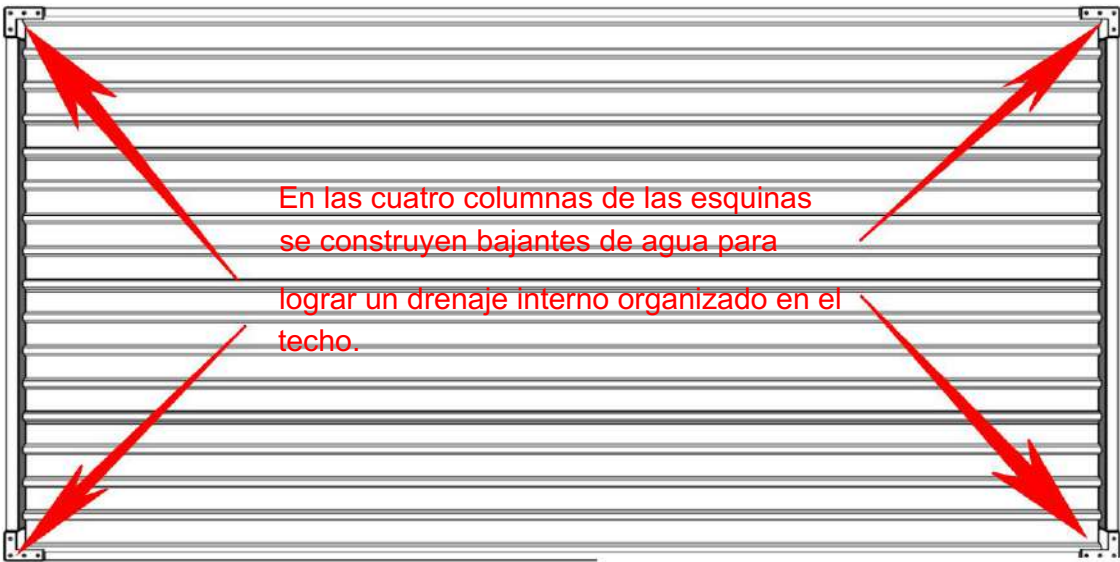 En las cuatro columnas de las esquinas
se construyen bajantes de agua para
lograr un drenaje interno organizado en el
techo.